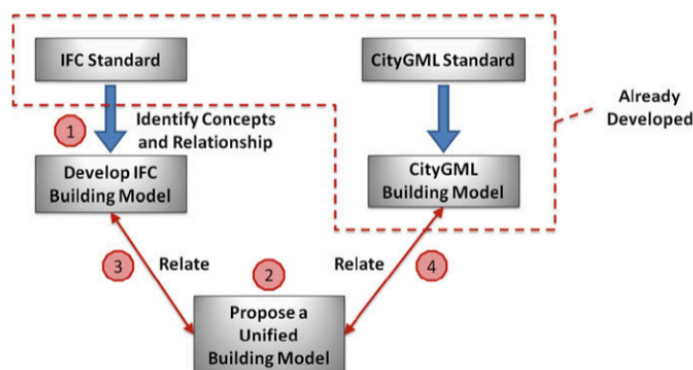 IFC Standard
CityGML Standard
Already
Developed
1
Identify Concepts
and Relationship
Develop IFC
Building Model
CityGML
Building Model
3
Relate
2
Relate
4
Propose a
Unified
Building Model